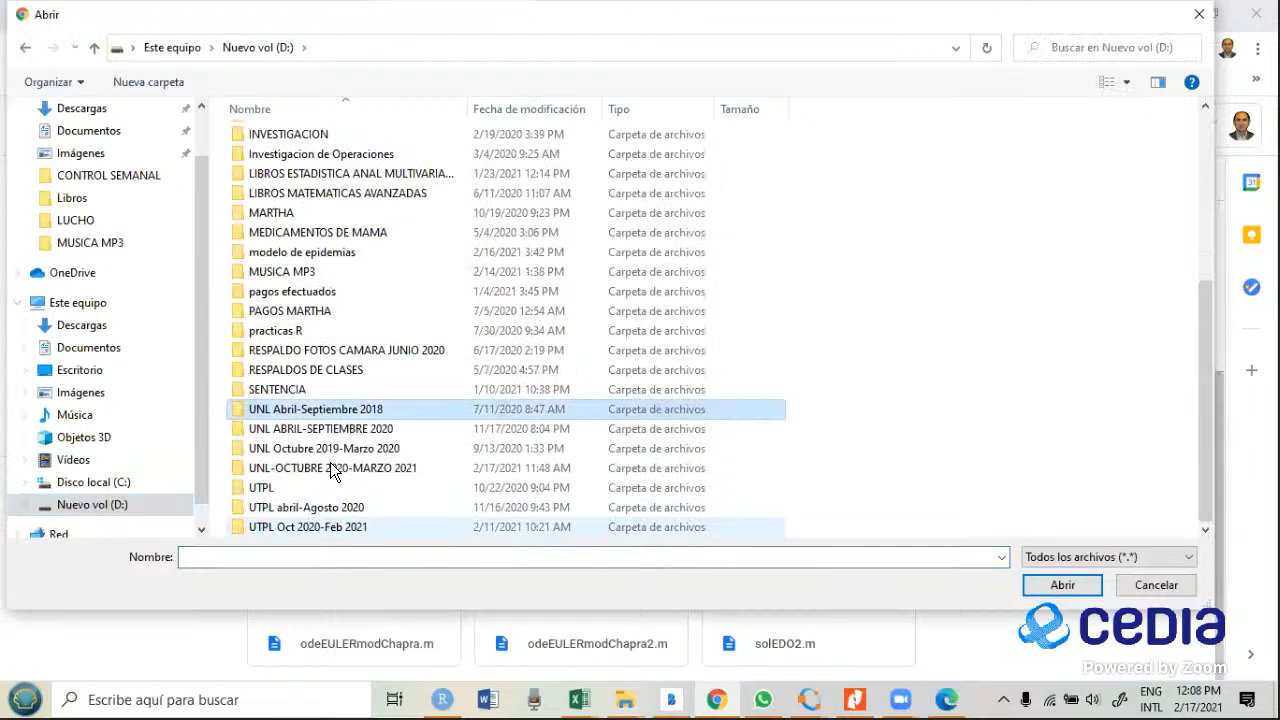 Abrir
Este equipo > Nuevo vol (D:) >
Buscar en Nuevo vol (D:)
Organizar
Nueva carpeta
Nombre
Fecha de modificación
Tipo
Tamaño
Descargas
Documentos
Imágenes
CONTROL SEMANAL
Libros
LUCHO
MUSICA MP3
OneDrive
Este equipo
Descargas
Documentos
Escritorio
Imágenes
Música
Objetos 3D
Vídeos
Disco local (C:)
Nuevo vol (D:)
Red
INVESTIGACION 2/19/2020 3:39 PM Carpeta de archivos
Investigacion de Operaciones 3/4/2020 9:25 AM Carpeta de archivos
LIBROS ESTADISTICA ANAL MULTIVARIA... 1/23/2021 12:14 PM Carpeta de archivos
LIBROS MATEMATICAS AVANZADAS 6/11/2020 11:07 AM Carpeta de archivos
MARTHA 10/19/2020 9:23 PM Carpeta de archivos
MEDICAMENTOS DE MAMA 5/4/2020 3:06 PM Carpeta de archivos
modelo de epidemias 2/16/2021 3:42 PM Carpeta de archivos
MUSICA MP3 2/14/2021 1:38 PM Carpeta de archivos
pagos efectuados 1/4/2021 3:45 PM Carpeta de archivos
PAGOS MARTHA 7/5/2020 12:54 AM Carpeta de archivos
practicas R 7/30/2020 9:34 AM Carpeta de archivos
RESPALDO FOTOS CAMARA JUNIO 2020 6/17/2020 2:19 PM Carpeta de archivos
RESPALDOS DE CLASES 5/7/2020 4:57 PM Carpeta de archivos
SENTENCIA 1/10/2021 10:38 PM Carpeta de archivos
UNL Abril-Septiembre 2018 7/11/2020 8:47 AM Carpeta de archivos
UNL ABRIL-SEPTIEMBRE 2020 11/17/2020 8:04 PM Carpeta de archivos
UNL Octubre 2019-Marzo 2020 9/13/2020 1:33 PM Carpeta de archivos
UNL-OCTUBRE 2020-MARZO 2021 2/17/2021 11:48 AM Carpeta de archivos
UTPL 10/22/2020 9:04 PM Carpeta de archivos
UTPL abril-Agosto 2020 11/16/2020 9:43 PM Carpeta de archivos
UTPL Oct 2020-Feb 2021 2/11/2021 10:21 AM Carpeta de archivos
Nombre:
Todos los archivos (*.*)
Abrir
Cancelar
odeEULERmodChapra.m
odeEULERmodChapra2.m
solEDO2.m
CEDIA
Powered by Zoom
Escribe aquí para buscar
ENG
INTL
12:08 PM
2/17/2021